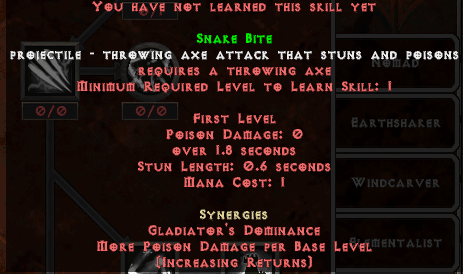 You have not learned this skill yet
0/0
Snake Bite
projectile - throwing axe attack that stuns and poisons
requires a throwing axe
Nomad
Minimum Required Level to Learn Skill: 1
0/0
0/0
First Level
Earthshaker
Poison Damage: 0
over 1.8 seconds
Stun Length: 0.6 seconds
Mana Cost: 1
Windcarver
Synergies
Gladiator's Dominance
Elementalist
More Poison Damage per Base Level
(Increasing Returns)